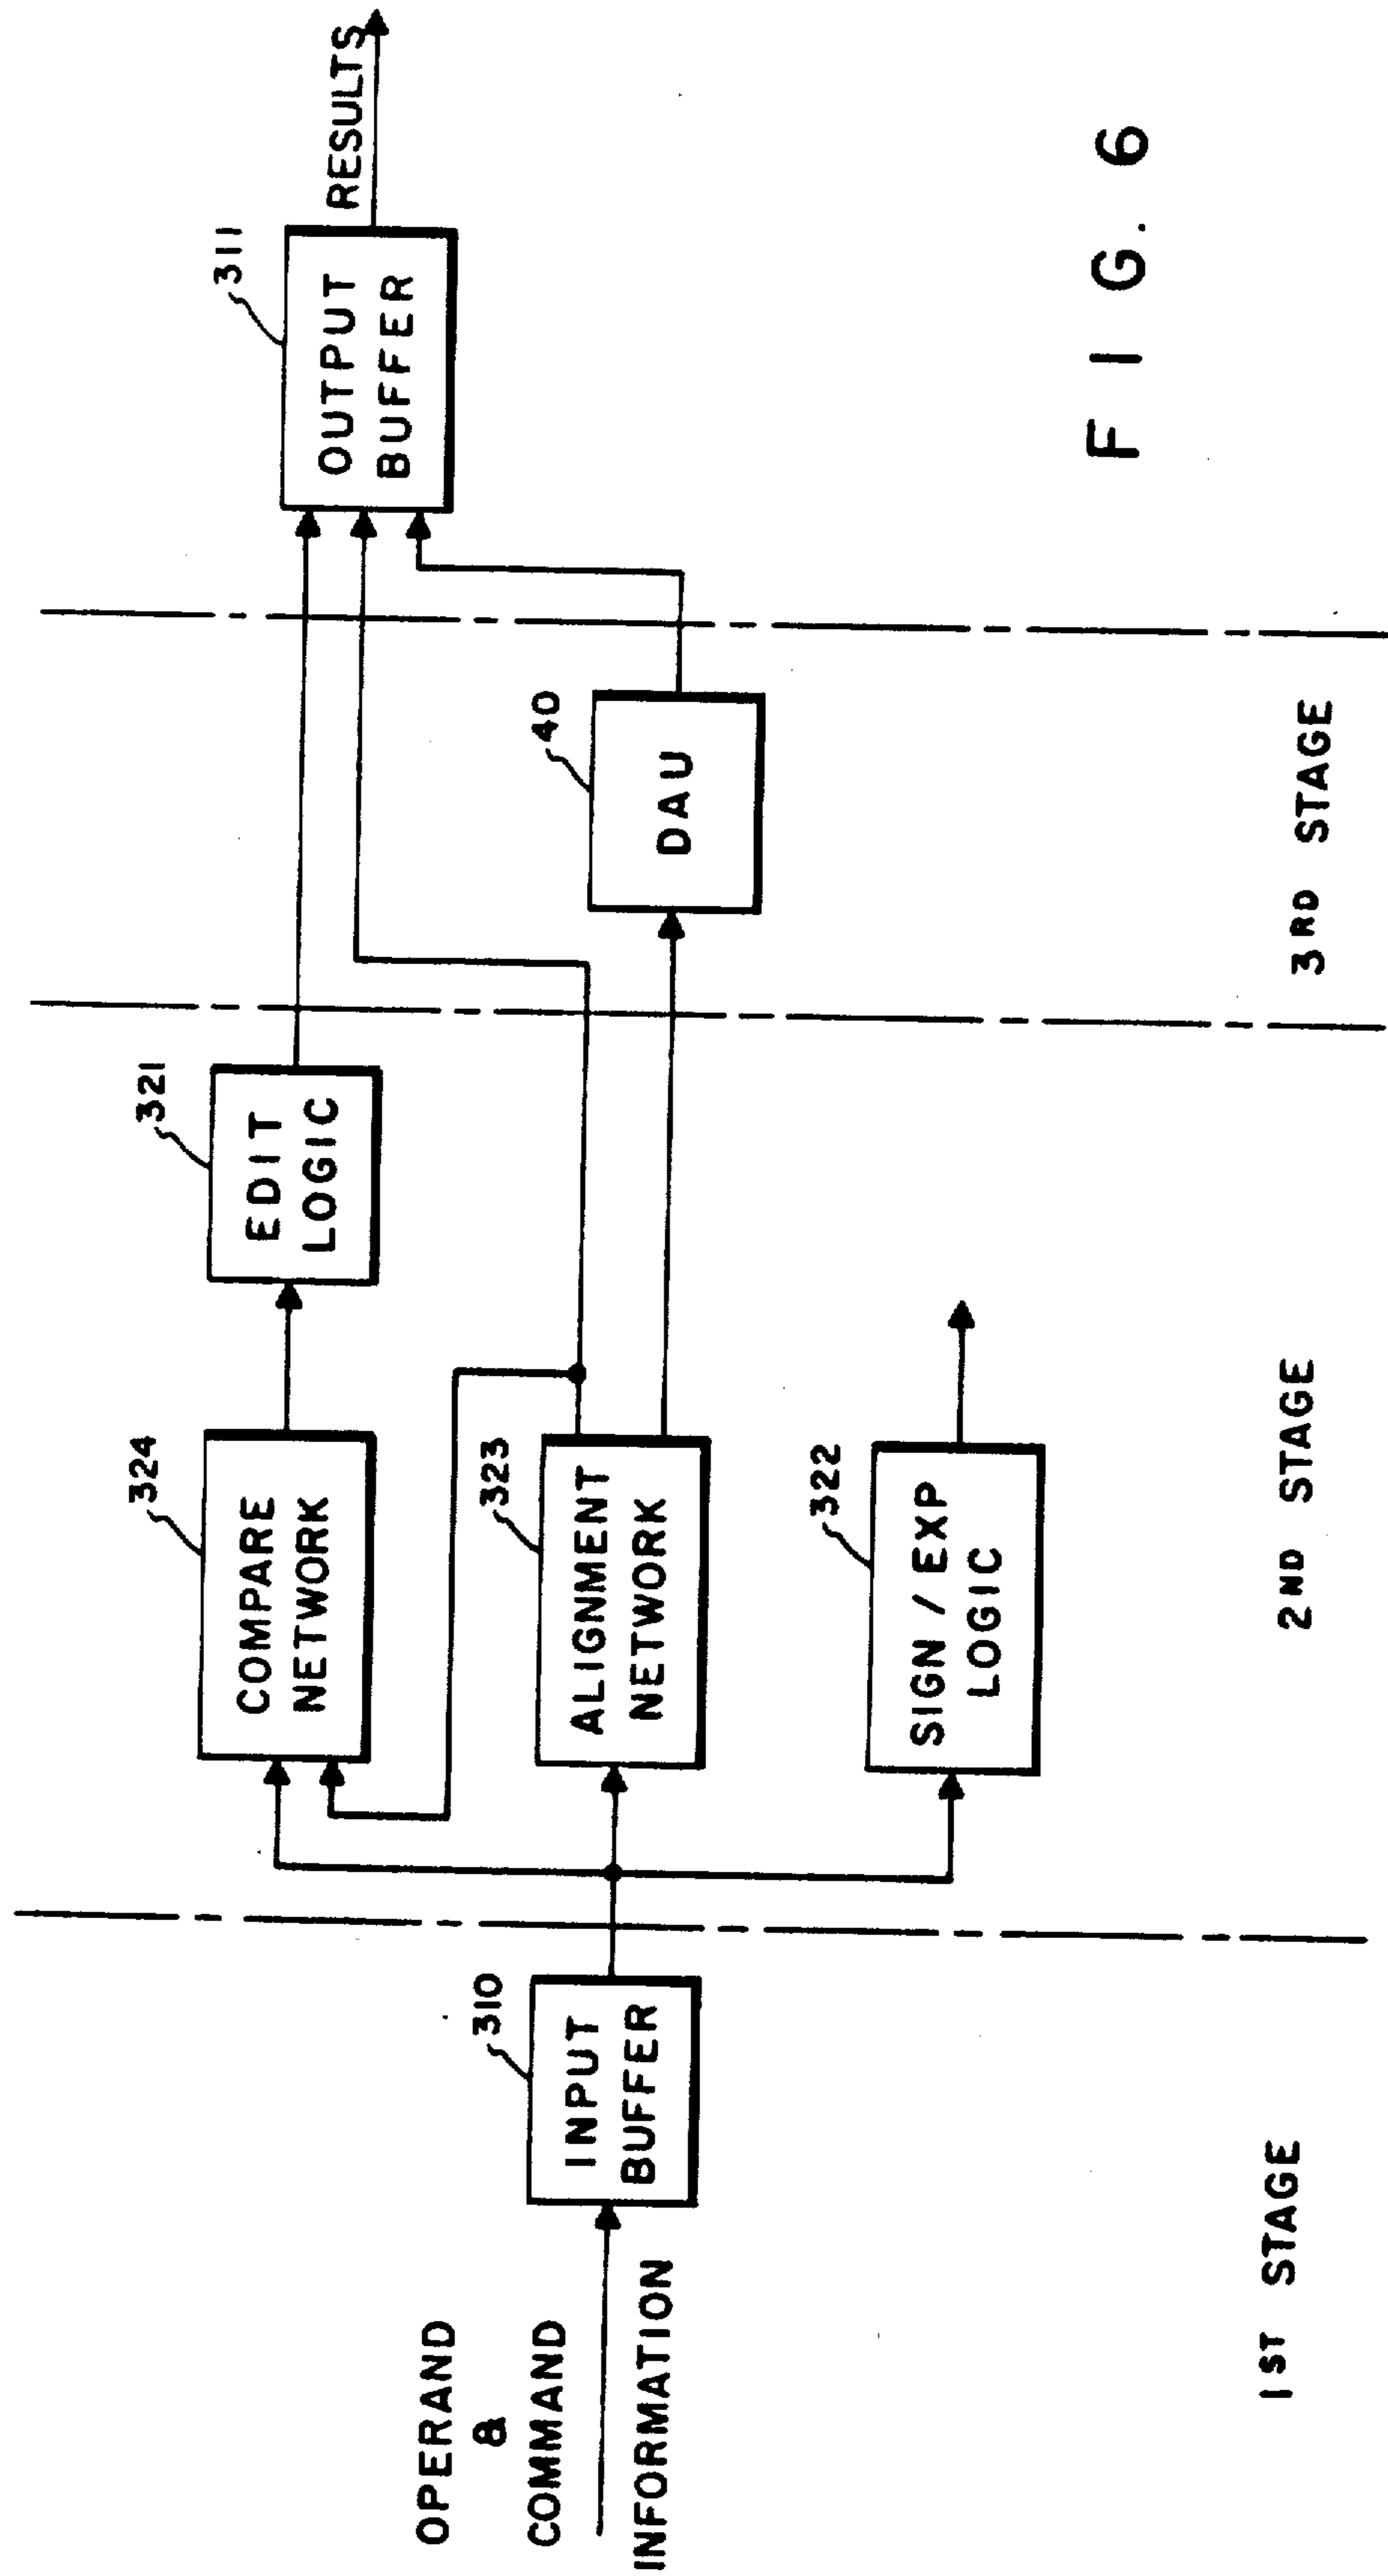 OPERAND
&
COMMAND
INFORMATION
310
INPUT
BUFFER
324
COMPARE
NETWORK
323
ALIGNMENT
NETWORK
322
SIGN / EXP
LOGIC
321
EDIT
LOGIC
40
DAU
311
OUTPUT
BUFFER
RESULTS
1ST STAGE
2ND STAGE
3RD STAGE
FIG. 6